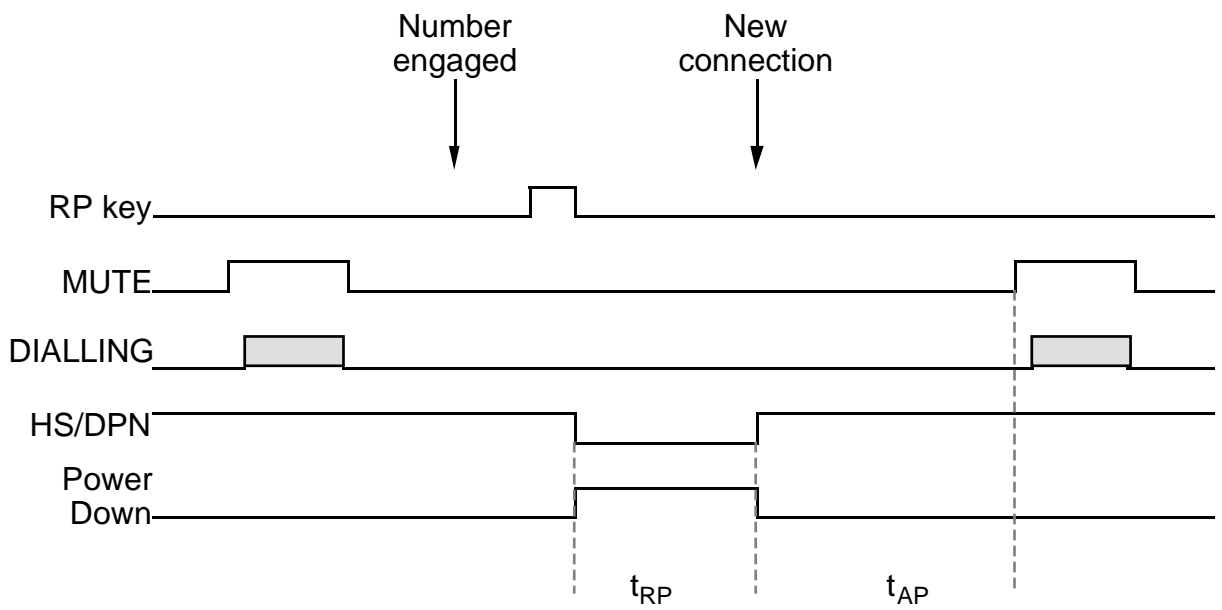 Number
engaged
New
connection
RP key
MUTE
DIALLING
HS/DPN
Power
Down
tRP
tAP